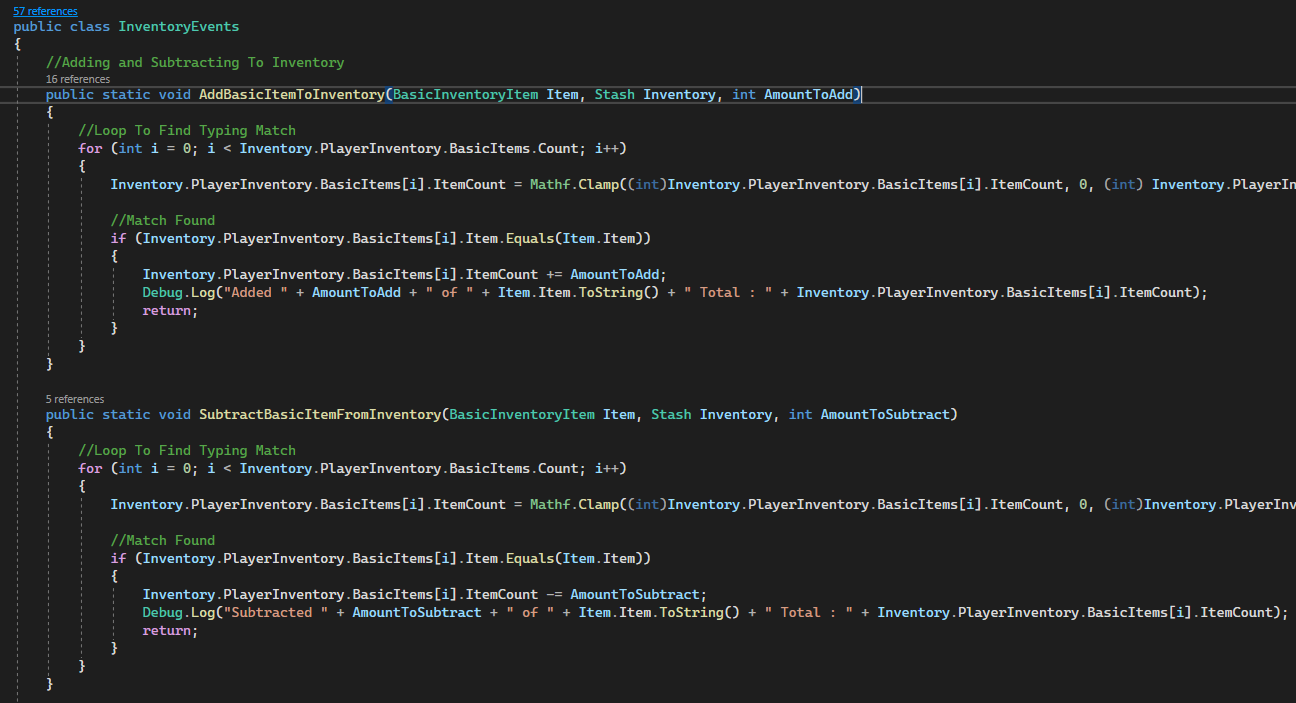 57 references
public class InventoryEvents
{
//Adding and Subtracting To Inventory
16 references
public static void AddBasicItemToInventory(BasicInventoryItem Item, Stash Inventory, int AmountToAdd)
{
//Loop To Find Typing Match
for (int i = 0; i < Inventory.PlayerInventory.BasicItems.Count; i++)
{
Inventory.PlayerInventory.BasicItems[i].ItemCount = Mathf.Clamp((int)Inventory.PlayerInventory.BasicItems[i].ItemCount, 0, (int) Inventory.PlayerIn
//Match Found
if (Inventory.PlayerInventory.BasicItems[i].Item.Equals(Item.Item))
{
Inventory.PlayerInventory.BasicItems[i].ItemCount += AmountToAdd;
Debug.Log("Added " + AmountToAdd + " of " + Item.Item.ToString() + " Total : " + Inventory.PlayerInventory.BasicItems[i].ItemCount);
return;
}
}
}
5 references
public static void SubtractBasicItemFromInventory(BasicInventoryItem Item, Stash Inventory, int AmountToSubtract)
{
//Loop To Find Typing Match
for (int i = 0; i < Inventory.PlayerInventory.BasicItems.Count; i++)
{
Inventory.PlayerInventory.BasicItems[i].ItemCount = Mathf.Clamp((int)Inventory.PlayerInventory.BasicItems[i].ItemCount, 0, (int)Inventory.PlayerInv
//Match Found
if (Inventory.PlayerInventory.BasicItems[i].Item.Equals(Item.Item))
{
Inventory.PlayerInventory.BasicItems[i].ItemCount -= AmountToSubtract;
Debug.Log("Subtracted " + AmountToSubtract + " of " + Item.Item.ToString() + " Total : " + Inventory.PlayerInventory.BasicItems[i].ItemCount);
return;
}
}
}